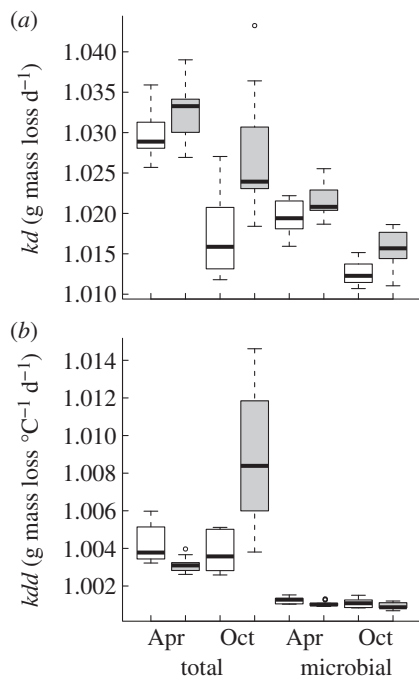 (a)
1.040
1.035
1.030
1.025
1.020
1.015
1.010
kd (g mass loss d−1)
(b)
1.014
1.012
1.010
1.008
1.006
1.004
1.002
kdd (g mass loss °C−1 d−1)
Apr Oct Apr Oct
total microbial